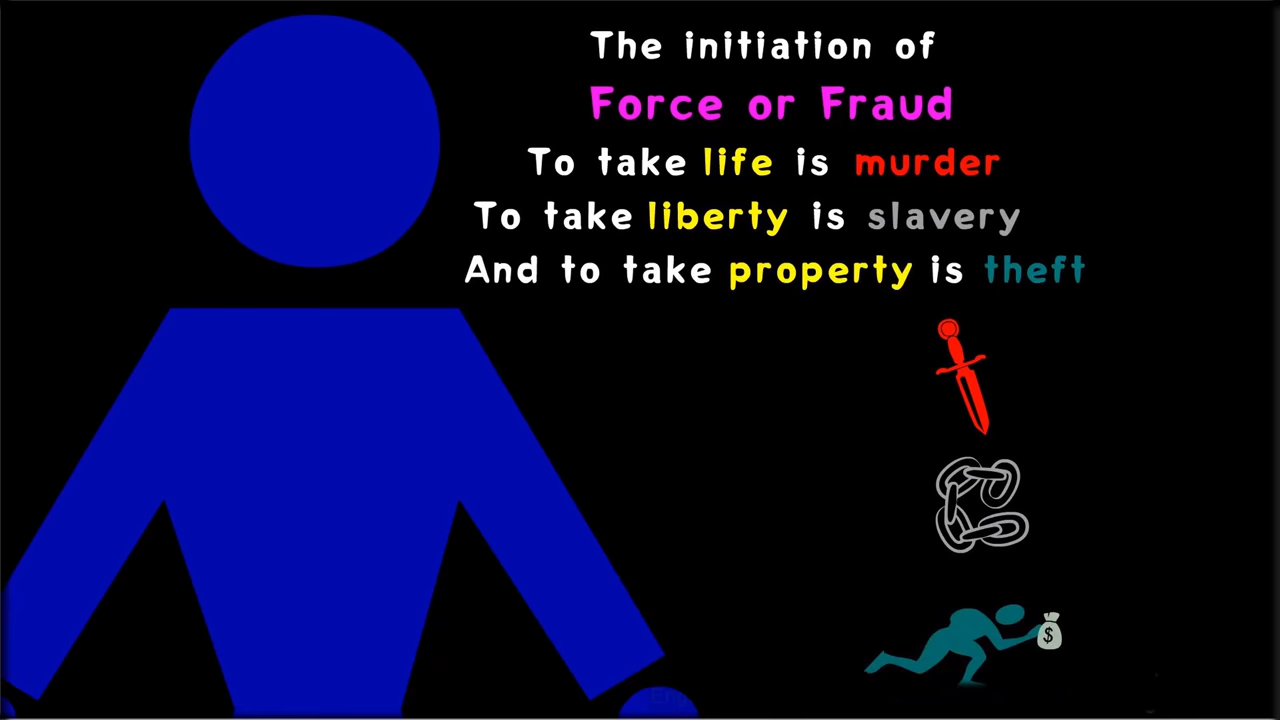 The initiation of
Force or Fraud
To take life is murder
To take liberty is slavery
And to take property is theft
$